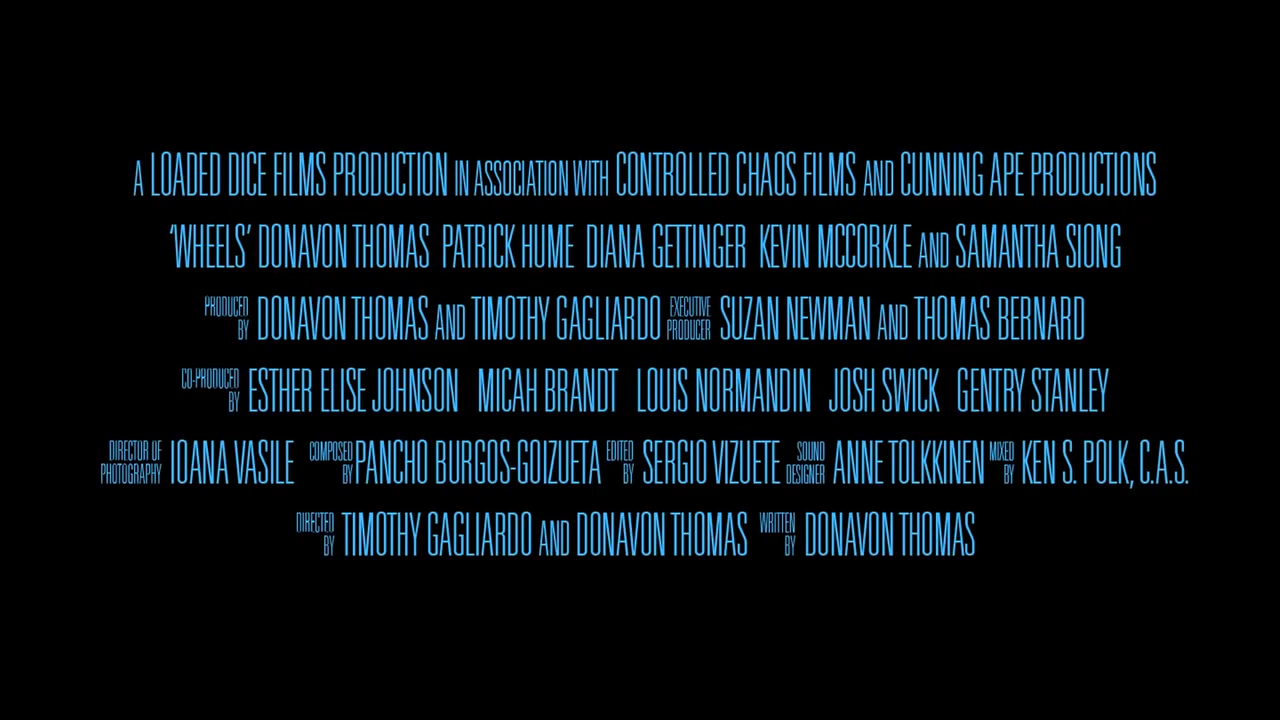 A LOADED DICE FILMS PRODUCTION IN ASSOCIATION WITH CONTROLLED CHAOS FILMS AND CUNNING APE PRODUCTIONS
'WHEELS' DONAVON THOMAS PATRICK HUME DIANA GETTINGER KEVIN MCCORKLE AND SAMANTHA SIONG
PRODUCED BY DONAVON THOMAS AND TIMOTHY GAGLIARDO EXECUTIVE PRODUCER SUZAN NEWMAN AND THOMAS BERNARD
CO-PRODUCED BY ESTHER ELISE JOHNSON MICAH BRANDT LOUIS NORMANDIN JOSH SWICK GENTRY STANLEY
DIRECTOR OF PHOTOGRAPHY IOANA VASILE COMPOSED BY PANCHO BURGOS-GOIZUETA EDITED BY SERGIO VIZUETE SOUND DESIGNER ANNE TOLKKINEN MIXED BY KEN S. POLK, C.A.S.
DIRECTED BY TIMOTHY GAGLIARDO AND DONAVON THOMAS WRITTEN BY DONAVON THOMAS